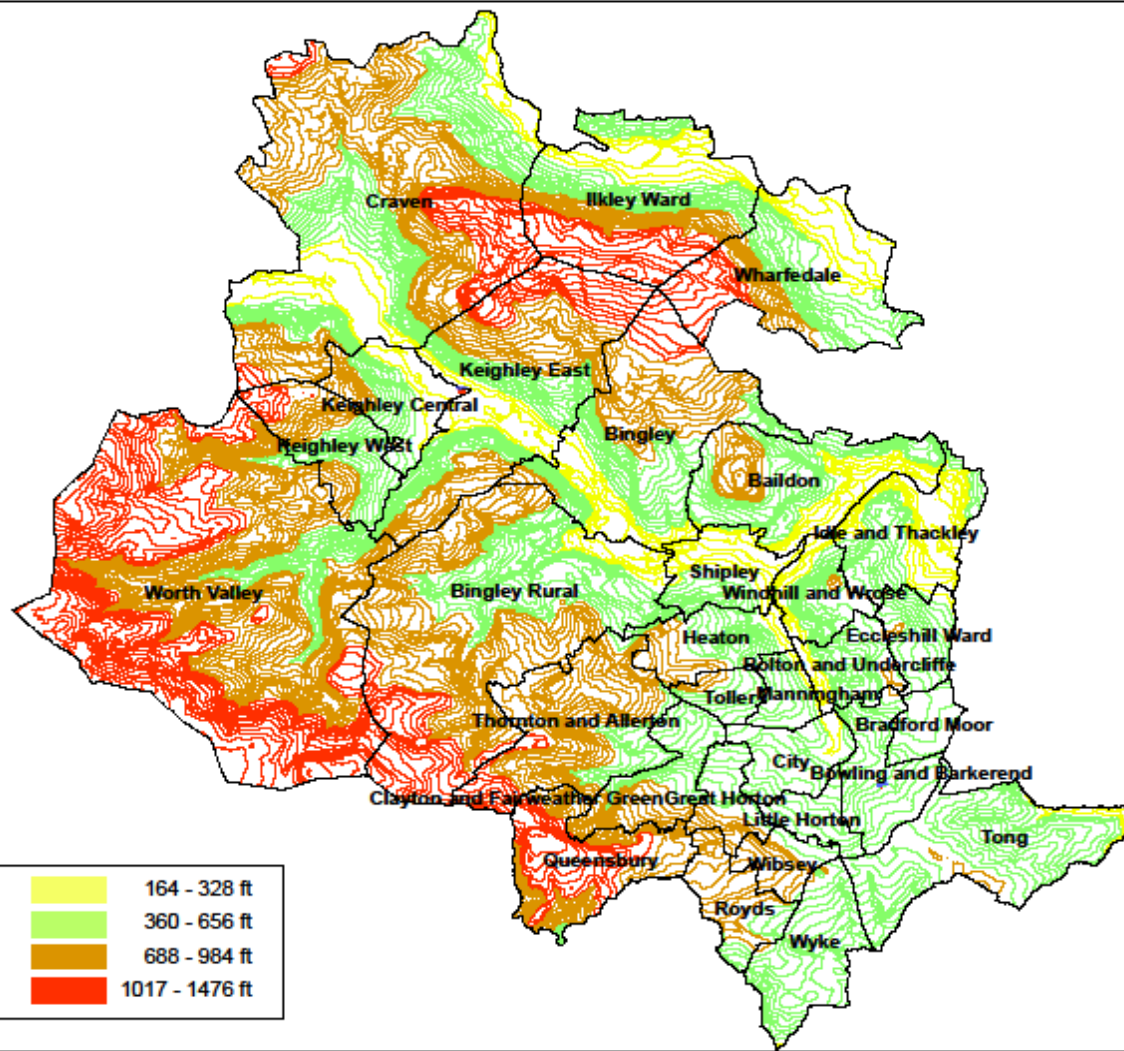 Craven
Ilkley Ward
Wharfedale
Keighley East
Keighley Central
Bingley
Keighley West
Baildon
Idle and Thackley
Shipley
Worth Valley
Bingley Rural
Windhill and Wrose
Heaton
Eccleshill Ward
Bolton and Undercliffe
Toller
Manningham
Thornton and Allerton
Bradford Moor
City
Bowling and Barkerend
Clayton and Fairweather Green
Great Horton
Little Horton
Tong
Queensbury
Wibsey
Royds
Wyke
164 - 328 ft
360 - 656 ft
688 - 984 ft
1017 - 1476 ft